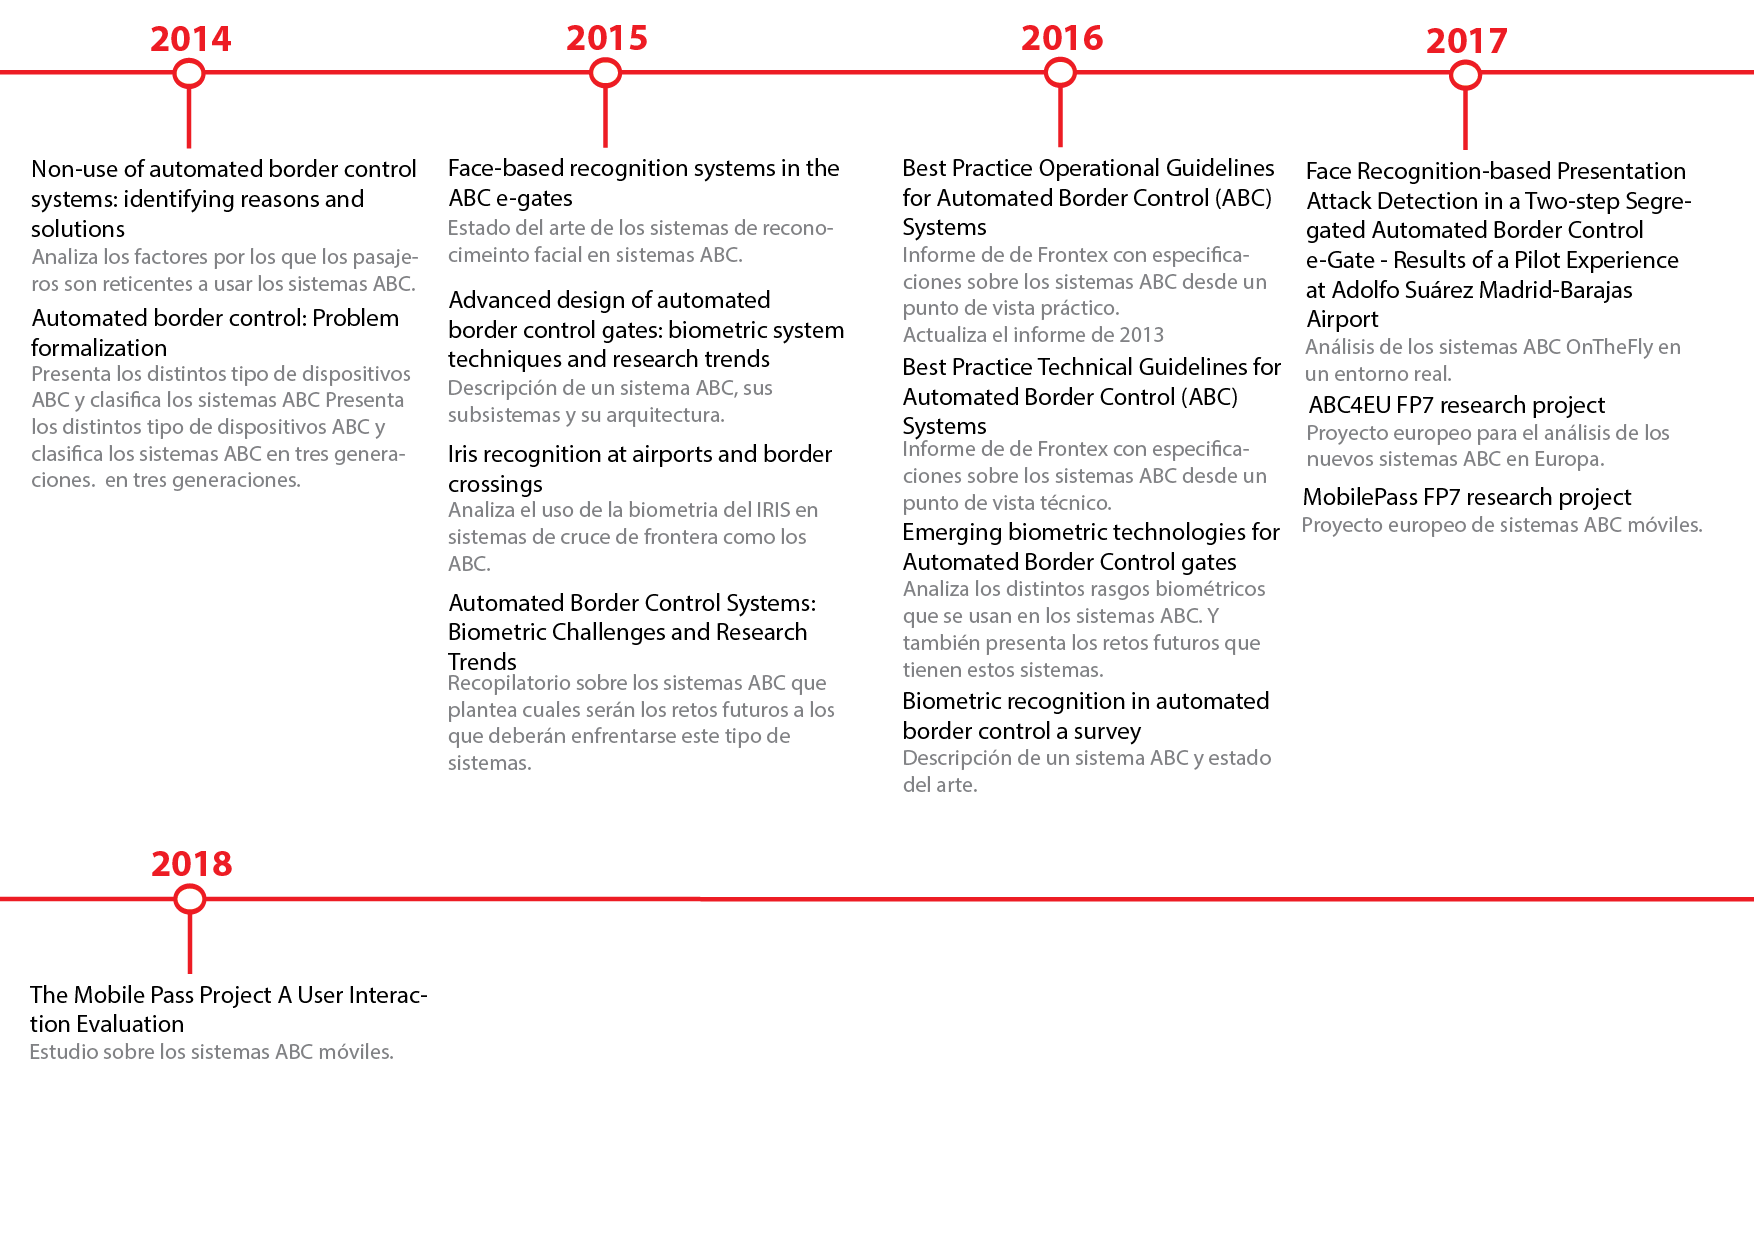 2014
Non-use of automated border control
systems: identifying reasons and
solutions
Analiza los factores por los que los pasaje-
ros son reticentes a usar los sistemas ABC.
Automated border control: Problem
formalization
Presenta los distintos tipo de dispositivos
ABC y clasifica los sistemas ABC Presenta
los distintos tipo de dispositivos ABC y
clasifica los sistemas ABC en tres genera-
ciones.  en tres generaciones.
2015
Face-based recognition systems in the
ABC e-gates
Estado del arte de los sistemas de recono-
cimeinto facial en sistemas ABC.
Advanced design of automated
border control gates: biometric system
techniques and research trends
Descripción de un sistema ABC, sus
subsistemas y su arquitectura.
Iris recognition at airports and border
crossings
Analiza el uso de la biometria del IRIS en
sistemas de cruce de frontera como los
ABC.
Automated Border Control Systems:
Biometric Challenges and Research
Trends
Recopilatorio sobre los sistemas ABC que
plantea cuales serán los retos futuros a los
que deberán enfrentarse este tipo de
sistemas.
2016
Best Practice Operational Guidelines
for Automated Border Control (ABC)
Systems
Informe de de Frontex con especifica-
ciones sobre los sistemas ABC desde un
punto de vista práctico.
Actualiza el informe de 2013
Best Practice Technical Guidelines for
Automated Border Control (ABC)
Systems
Informe de de Frontex con especifica-
ciones sobre los sistemas ABC desde un
punto de vista técnico.
Emerging biometric technologies for
Automated Border Control gates
Analiza los distintos rasgos biométricos
que se usan en los sistemas ABC. Y
también presenta los retos futuros que
tienen estos sistemas.
Biometric recognition in automated
border control a survey
Descripción de un sistema ABC y estado
del arte.
2017
Face Recognition-based Presentation
Attack Detection in a Two-step Segre-
gated Automated Border Control
e-Gate - Results of a Pilot Experience
at Adolfo Suárez Madrid-Barajas
Airport
Análisis de los sistemas ABC OnTheFly en
un entorno real.
ABC4EU FP7 research project
Proyecto europeo para el análisis de los
nuevos sistemas ABC en Europa.
MobilePass FP7 research project
Proyecto europeo de sistemas ABC móviles.
2018
The Mobile Pass Project A User Interac-
tion Evaluation
Estudio sobre los sistemas ABC móviles.